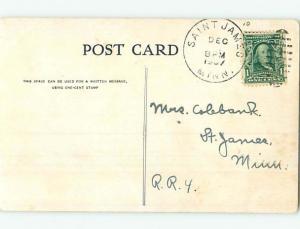 SAINT JAMES
DEC
8 PM
1907
MINN.
POST CARD
THIS SPACE CAN BE USED FOR A WRITTEN MESSAGE,
USING ONE-CENT STAMP
1
Mrs. Colebank
St. James,
Minn.
R.R.4.